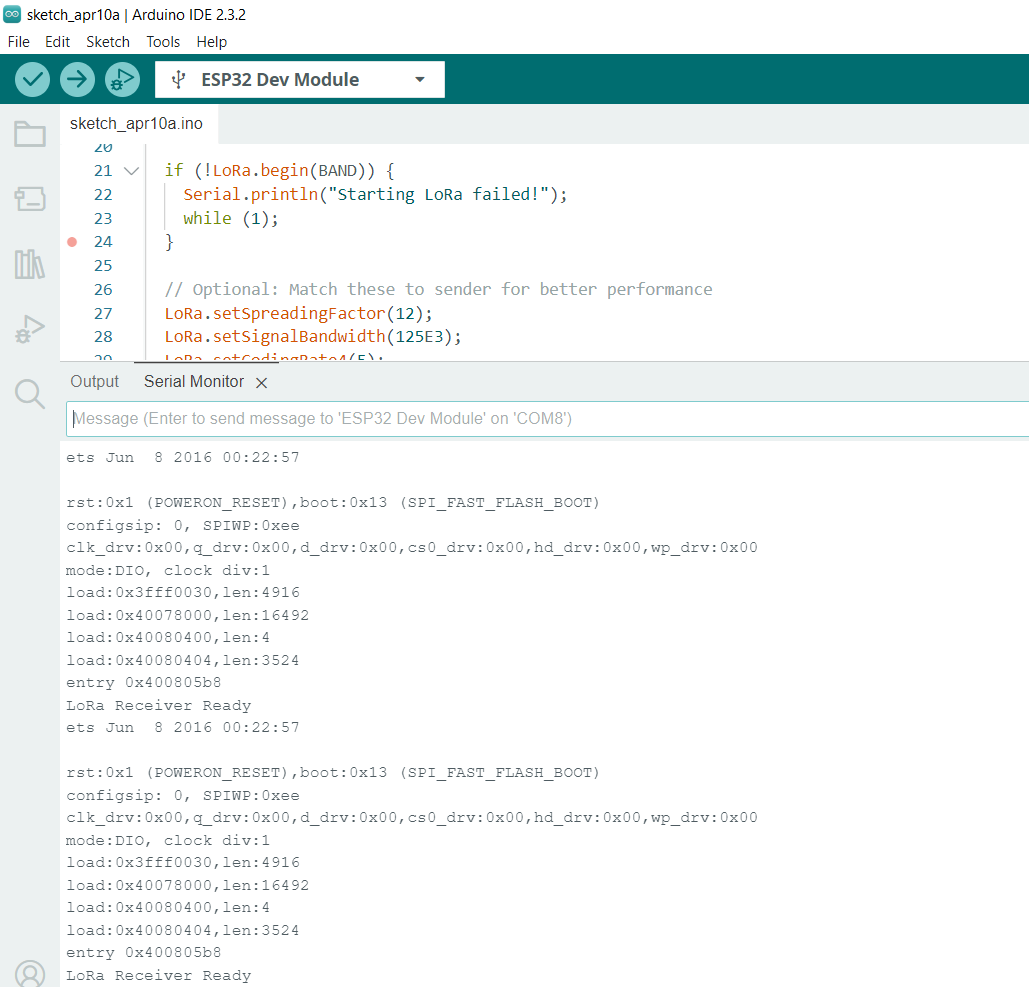 sketch_apr10a | Arduino IDE 2.3.2
File Edit Sketch Tools Help
ESP32 Dev Module
sketch_apr10a.ino
20
21 if (!LoRa.begin(BAND)) {
22 Serial.println("Starting LoRa failed!");
23 while (1);
24 }
25
26 // Optional: Match these to sender for better performance
27 LoRa.setSpreadingFactor(12);
28 LoRa.setSignalBandwidth(125E3);
29 LoRa.setCodingRate4(5);
Output Serial Monitor
Message (Enter to send message to 'ESP32 Dev Module' on 'COM8')
ets Jun  8 2016 00:22:57
rst:0x1 (POWERON_RESET),boot:0x13 (SPI_FAST_FLASH_BOOT)
configsip: 0, SPIWP:0xee
clk_drv:0x00,q_drv:0x00,d_drv:0x00,cs0_drv:0x00,hd_drv:0x00,wp_drv:0x00
mode:DIO, clock div:1
load:0x3fff0030,len:4916
load:0x40078000,len:16492
load:0x40080400,len:4
load:0x40080404,len:3524
entry 0x400805b8
LoRa Receiver Ready
ets Jun  8 2016 00:22:57
rst:0x1 (POWERON_RESET),boot:0x13 (SPI_FAST_FLASH_BOOT)
configsip: 0, SPIWP:0xee
clk_drv:0x00,q_drv:0x00,d_drv:0x00,cs0_drv:0x00,hd_drv:0x00,wp_drv:0x00
mode:DIO, clock div:1
load:0x3fff0030,len:4916
load:0x40078000,len:16492
load:0x40080400,len:4
load:0x40080404,len:3524
entry 0x400805b8
LoRa Receiver Ready